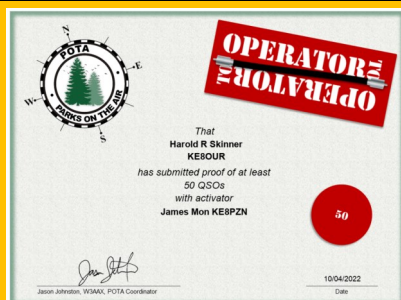 N
POTA
E
W
PARKS ON THE AIR
S
OPERATOR TO
OPERATOR TO
That
Harold R Skinner
KE8OUR
has submitted proof of at least
50 QSOs
with activator
James Mon KE8PZN
50
Jason Johnston, W3AAX, POTA Coordinator
10/04/2022
Date